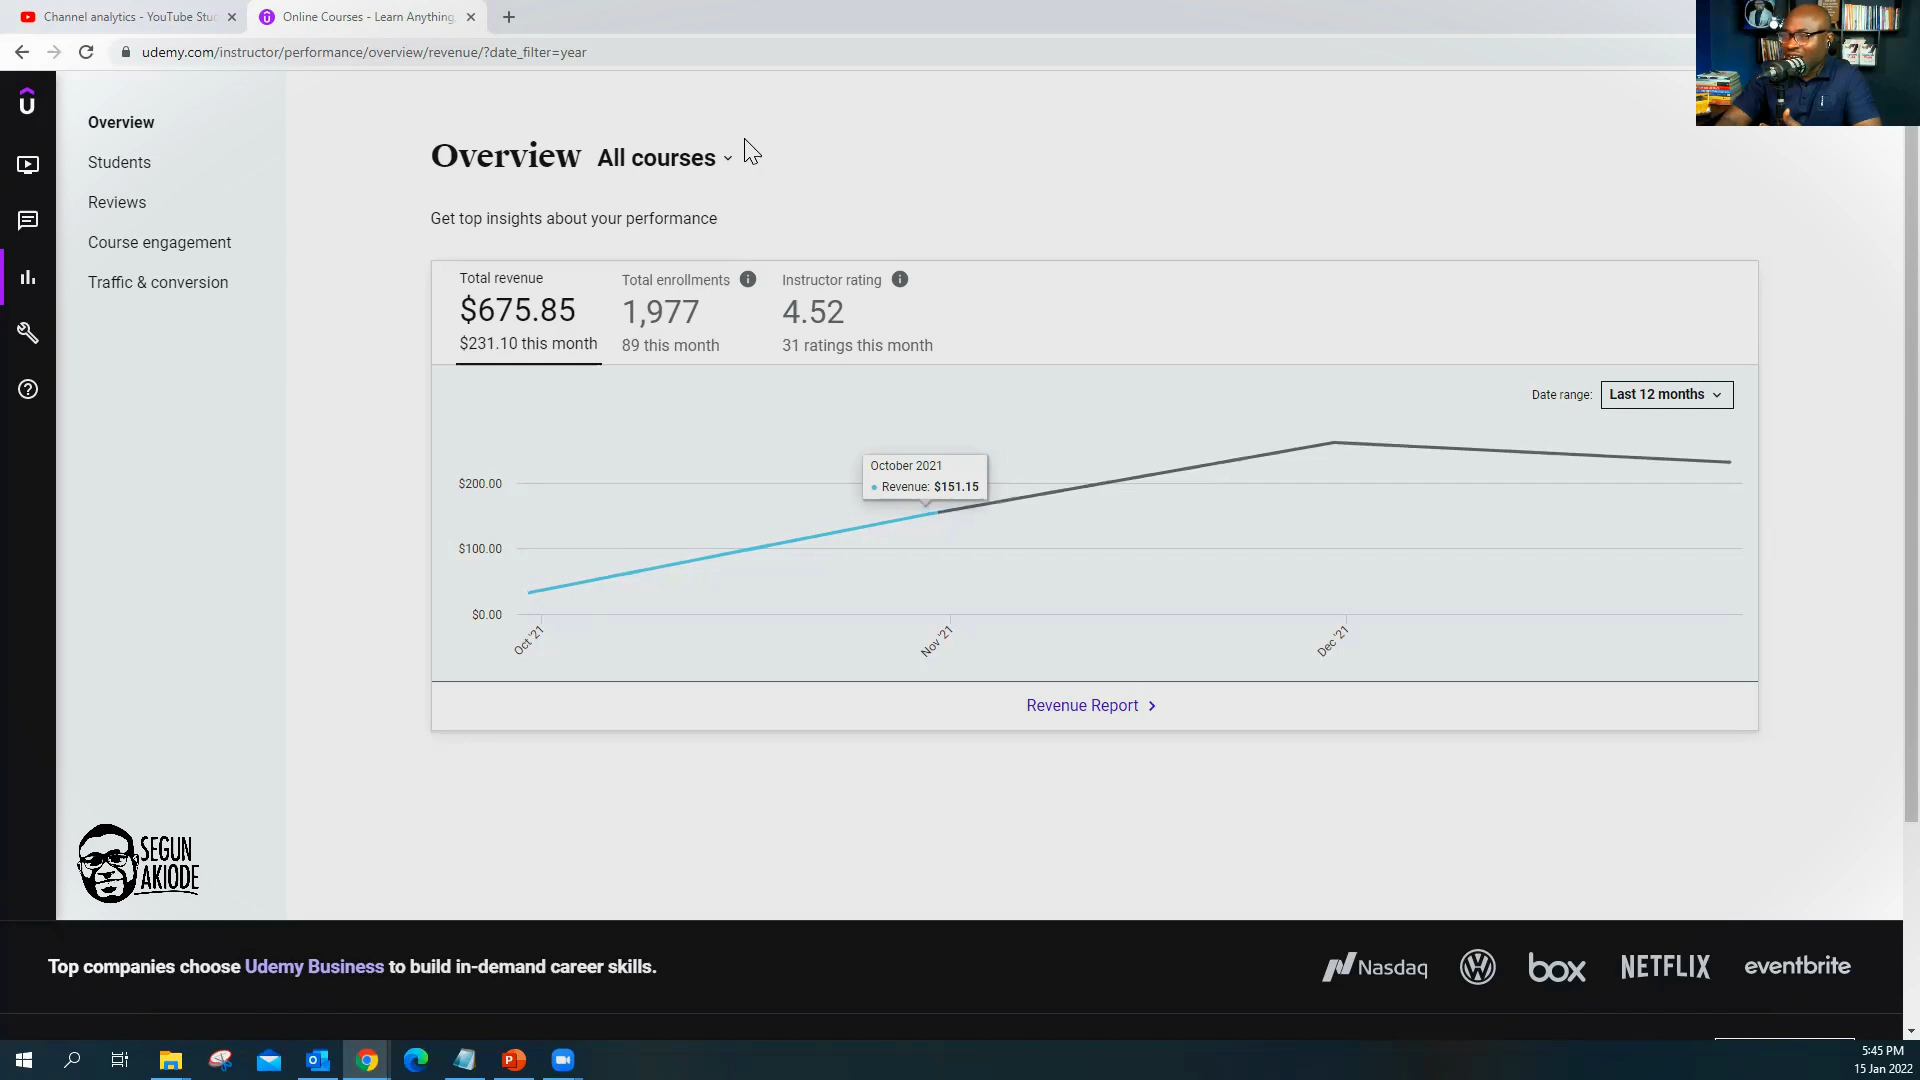 Channel analytics - YouTube Stu
Online Courses - Learn Anything,
udemy.com/instructor/performance/overview/revenue/?date_filter=year
Overview
Students
Reviews
Course engagement
Traffic & conversion
Overview All courses
Get top insights about your performance
Total revenue
$675.85
$231.10 this month
Total enrollments
1,977
89 this month
Instructor rating
4.52
31 ratings this month
Date range: Last 12 months
October 2021
Revenue: $151.15
$200.00
$100.00
$0.00
Oct '21
Nov '21
Dec '21
Revenue Report
SEGUN
AKIODE
Top companies choose Udemy Business to build in-demand career skills.
Nasdaq
box
NETFLIX
eventbrite
5:45 PM
15 Jan 2022